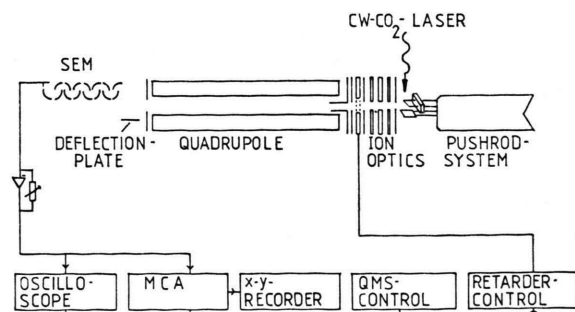 CW-CO2-LASER
SEM
DEFLECTION-
PLATE
QUADRUPOLE
ION
OPTICS
PUSHROD-
SYSTEM
OSCILLO-
SCOPE
MCA
x-y-
RECORDER
QMS-
CONTROL
RETARDER-
CONTROL